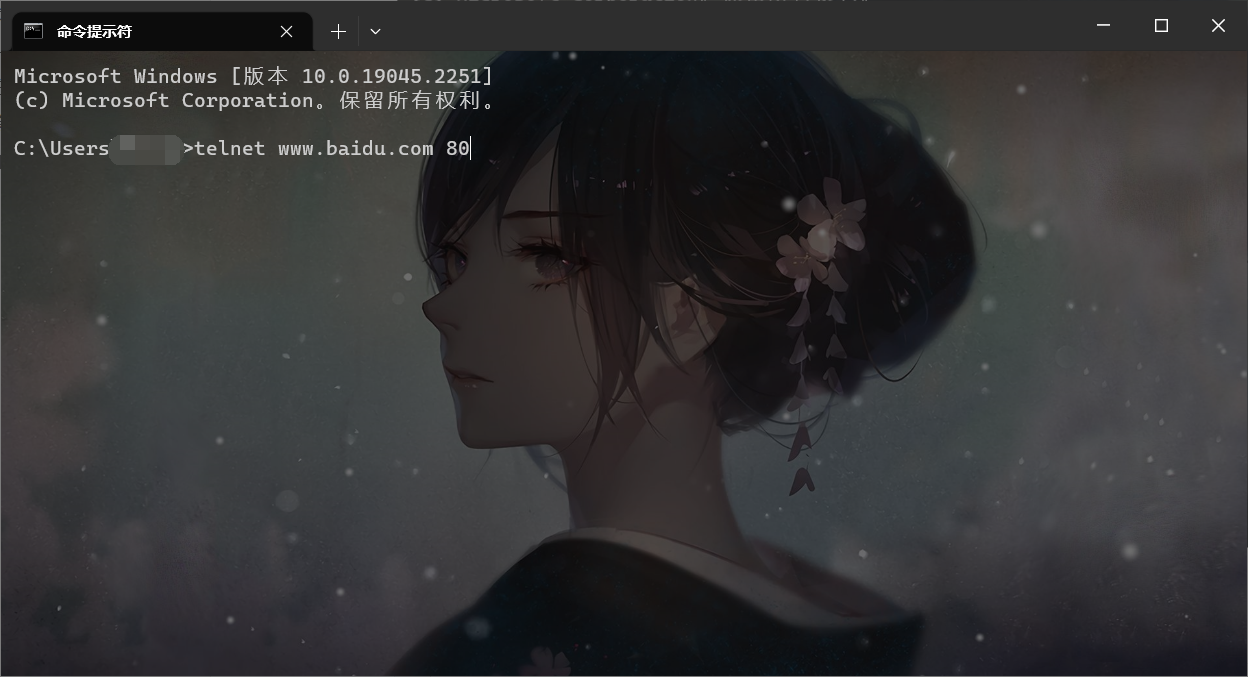 命令提示符
Microsoft Windows [版本 10.0.19045.2251]
(c) Microsoft Corporation。保留所有权利。
C:\Users>telnet www.baidu.com 80